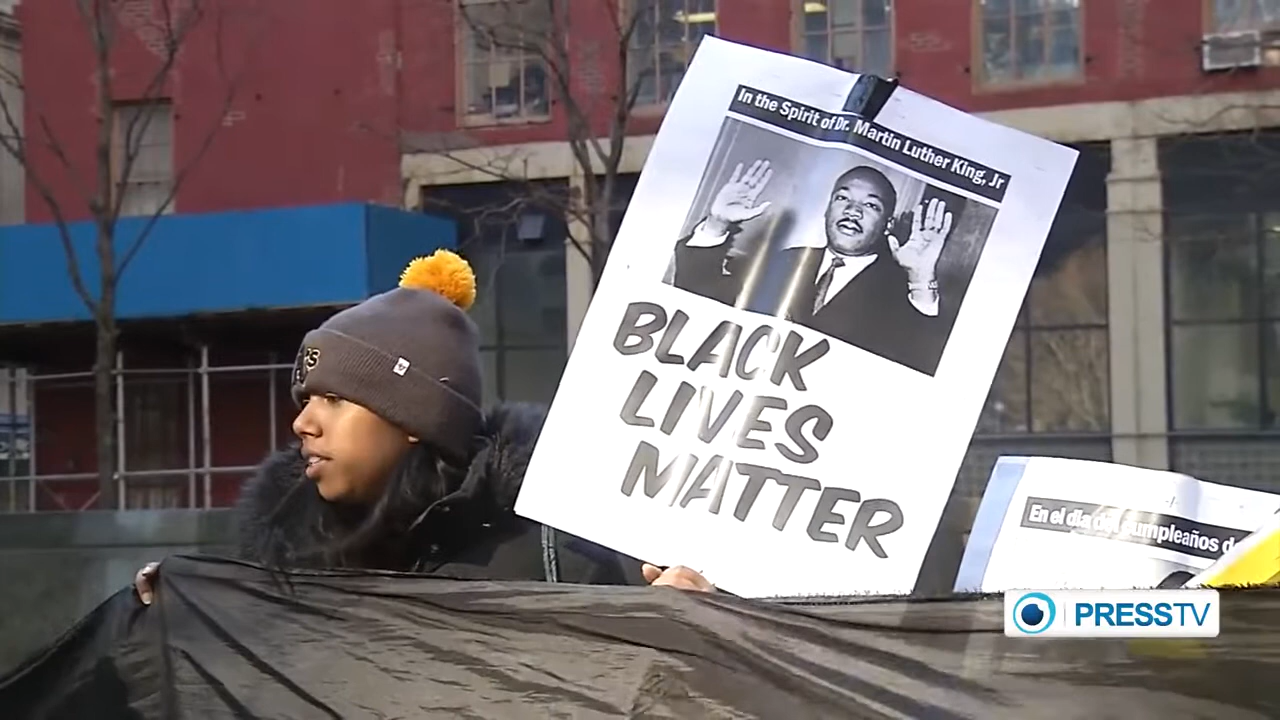 In the Spirit of Dr. Martin Luther King, Jr
BLACK
LIVES
MATTER
En el día del cumpleaños d
PRESSTV